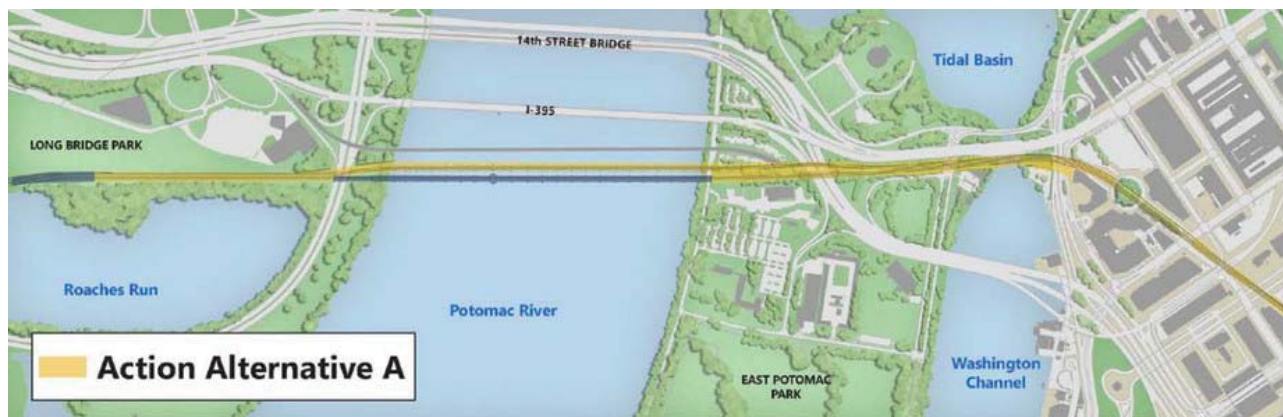 14th STREET BRIDGE
Tidal Basin
I-395
LONG BRIDGE PARK
Roaches Run
Potomac River
Washington
Channel
EAST POTOMAC
PARK
Action Alternative A